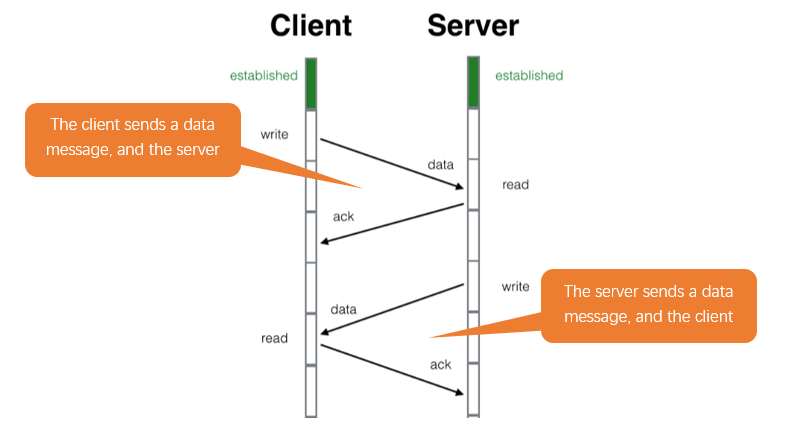 Client
Server
established
established
The client sends a data
message, and the server
write
data
read
ack
write
The server sends a data
message, and the client
data
read
ack